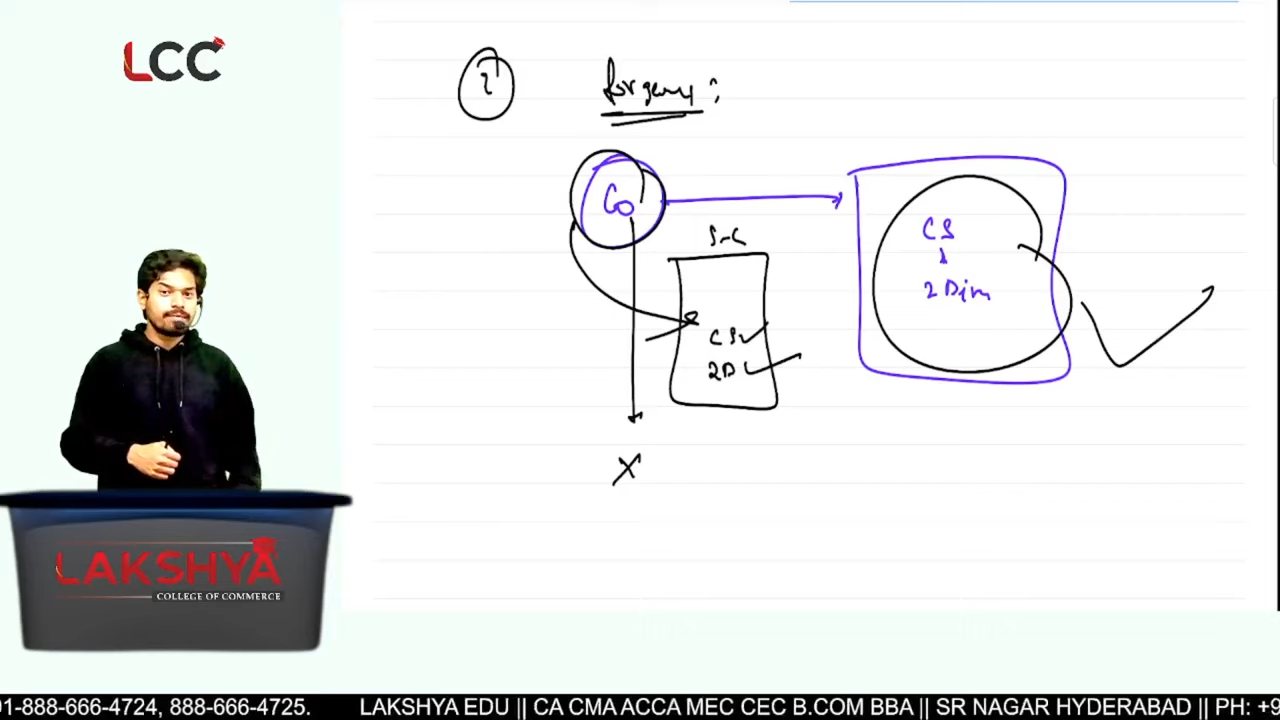 LCC
2
forgery:
Co
CS
2 Dir
CS
2D
LAKSHYA
COLLEGE OF COMMERCE
91-888-666-4724, 888-666-4725. LAKSHYA EDU || CA CMA ACCA MEC CEC B.COM BBA || SR NAGAR HYDERABAD || PH: +9